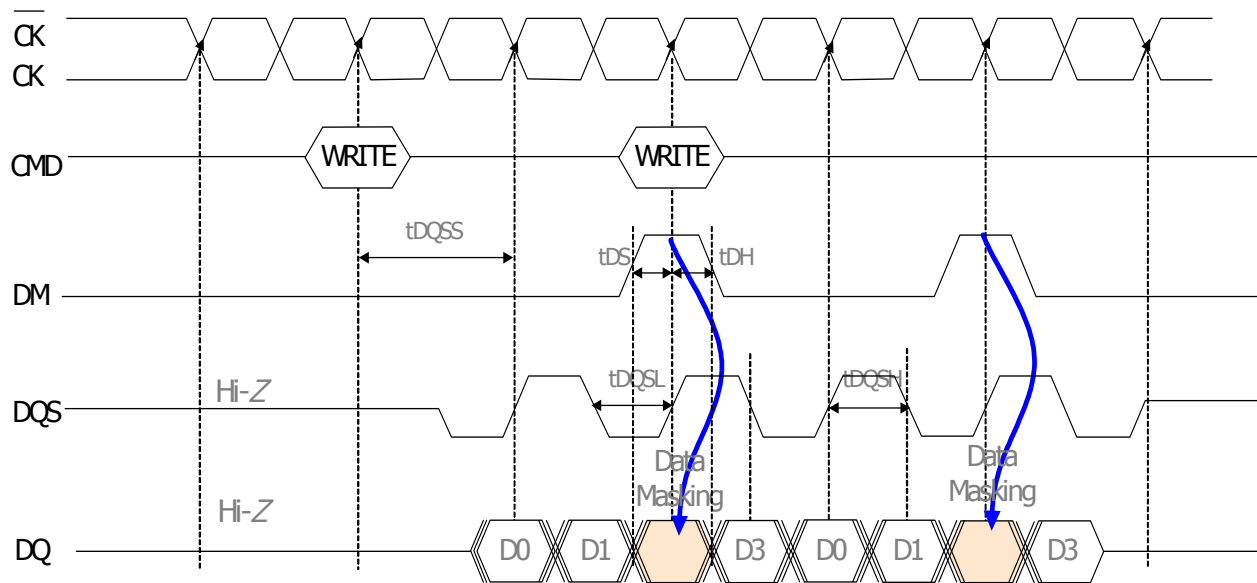 CK
CK
CMD
WRITE
WRITE
tDQSS
tDS
tDH
DM
Hi-Z
tDQSL
tDQSH
DQS
Data
Masking
Data
Masking
Hi-Z
DQ
D0
D1
D3
D0
D1
D3